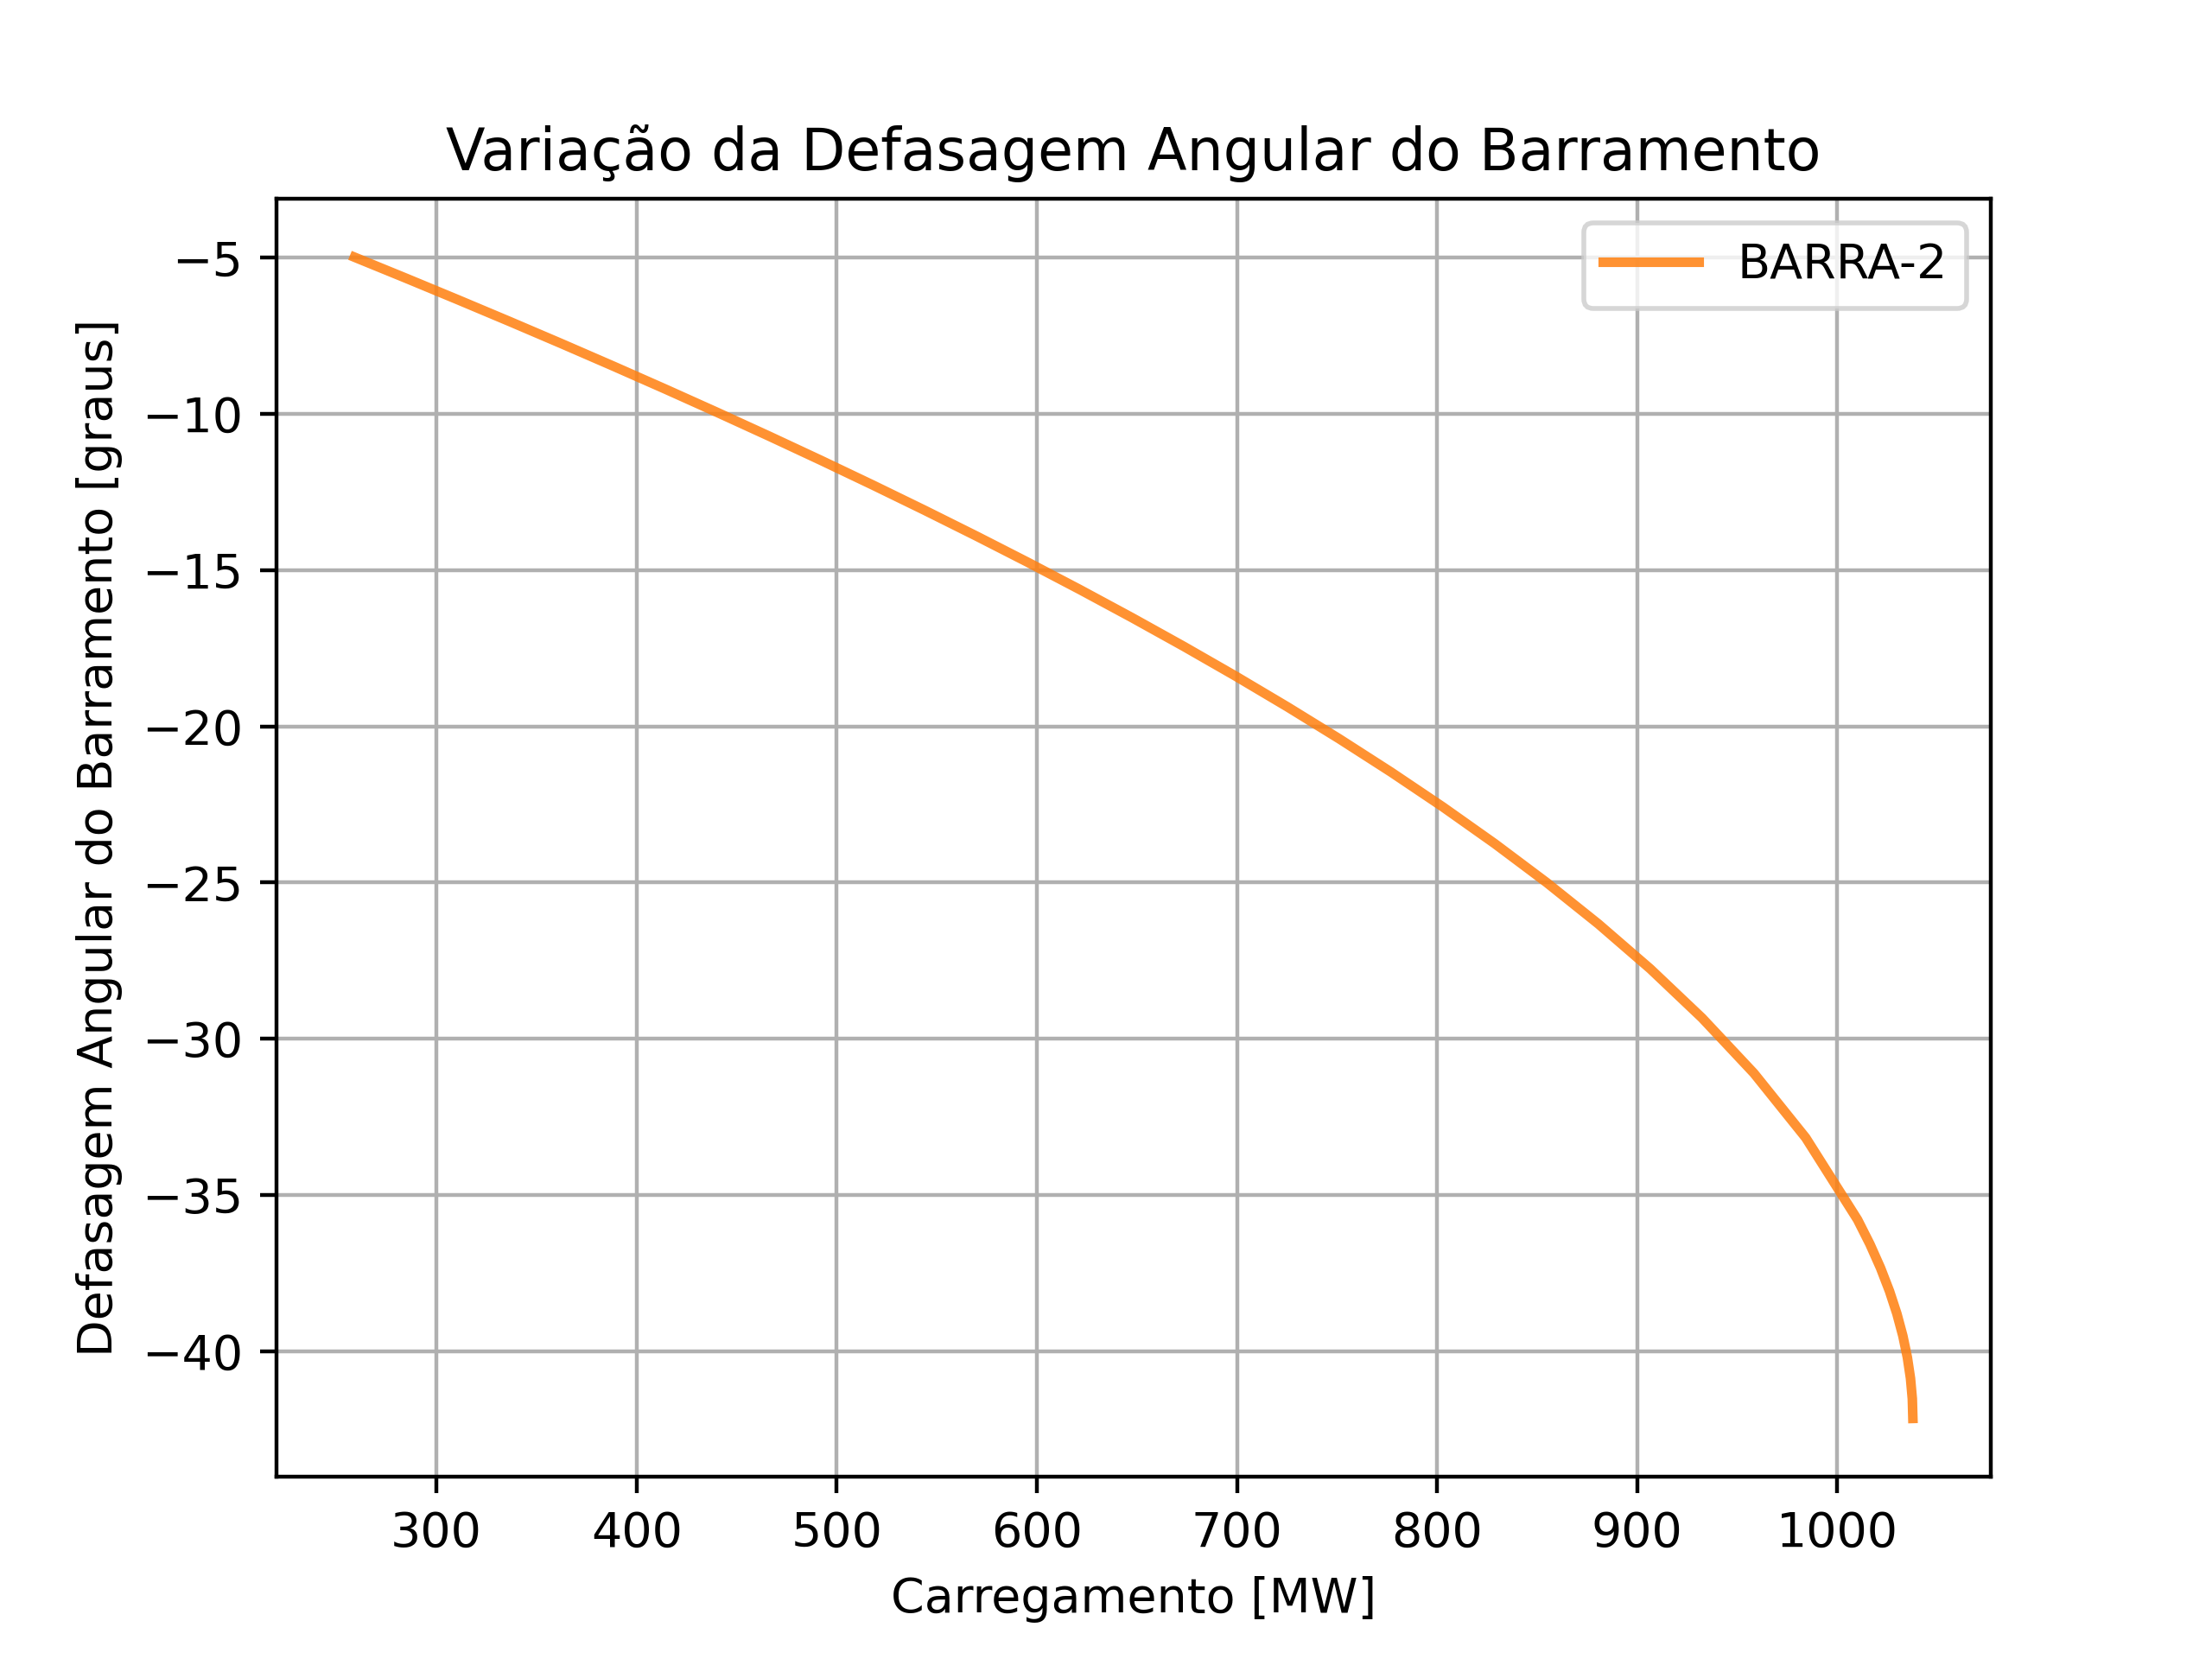 Variação da Defasagem Angular do Barramento
BARRA-2
Defasagem Angular do Barramento [graus]
−5
−10
−15
−20
−25
−30
−35
−40
300 400 500 600 700 800 900 1000
Carregamento [MW]